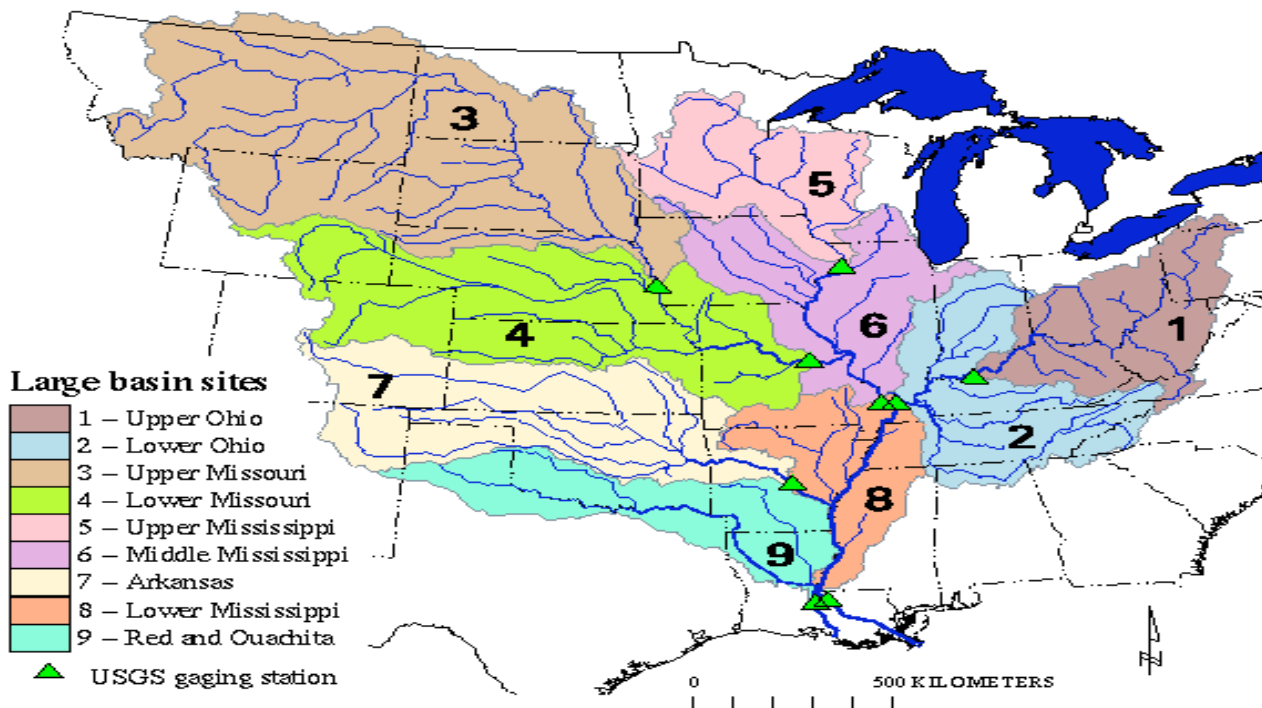 3
5
1
6
4
7
2
8
9
Large basin sites
1 – Upper Ohio
2 – Lower Ohio
3 – Upper Missouri
4 – Lower Missouri
5 – Upper Mississippi
6 – Middle Mississippi
7 – Arkansas
8 – Lower Mississippi
9 – Red and Ouachita
USGS gaging station
0 500 KILOMETERS
N